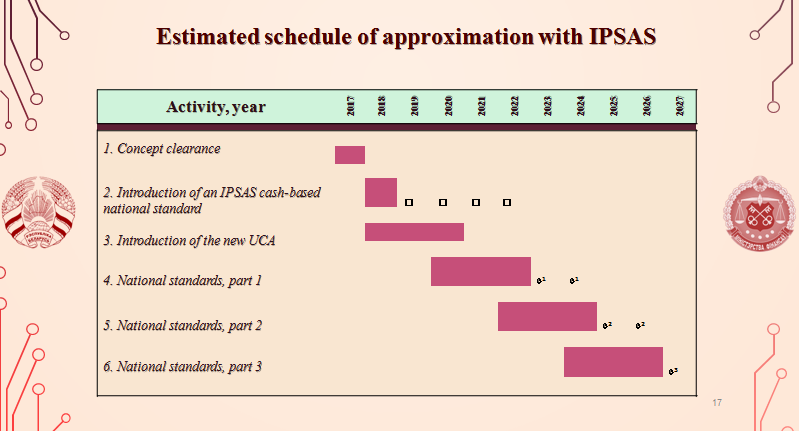 Estimated schedule of approximation with IPSAS
Activity, year 2017 2018 2019 2020 2021 2022 2023 2024 2025 2026 2027
1. Concept clearance
2. Introduction of an IPSAS cash-based
national standard
3. Introduction of the new UCA
4. National standards, part 1
5. National standards, part 2
6. National standards, part 3
17